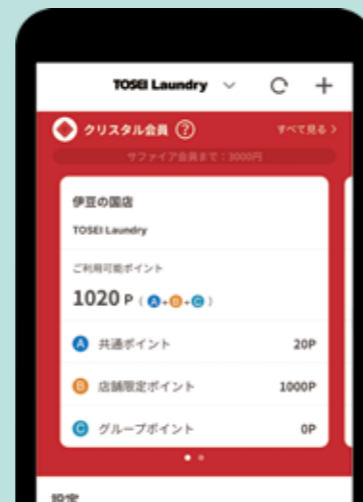 TOSEI Laundry
クリスタル会員 ?
すべて見る >
サファイア会員まで：3000円
伊豆の国店
TOSEI Laundry
ご利用可能ポイント
1020 P ( A+B+C )
A 共通ポイント 20P
B 店舗限定ポイント 1000P
C グループポイント 0P
設定